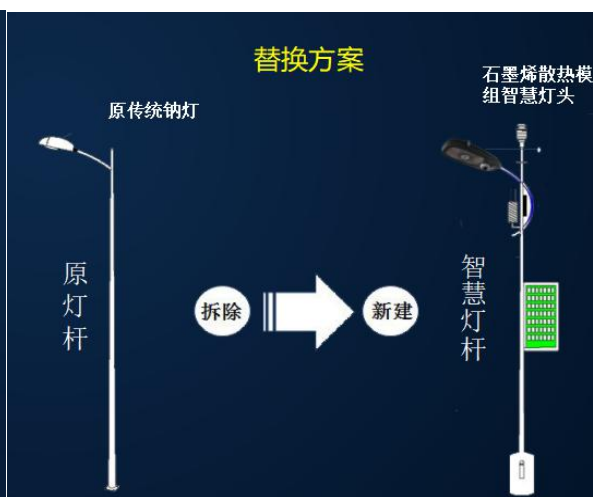 替换方案
石墨烯散热模
组智慧灯头
原传统钠灯
原灯杆
拆除
新建
智慧灯杆